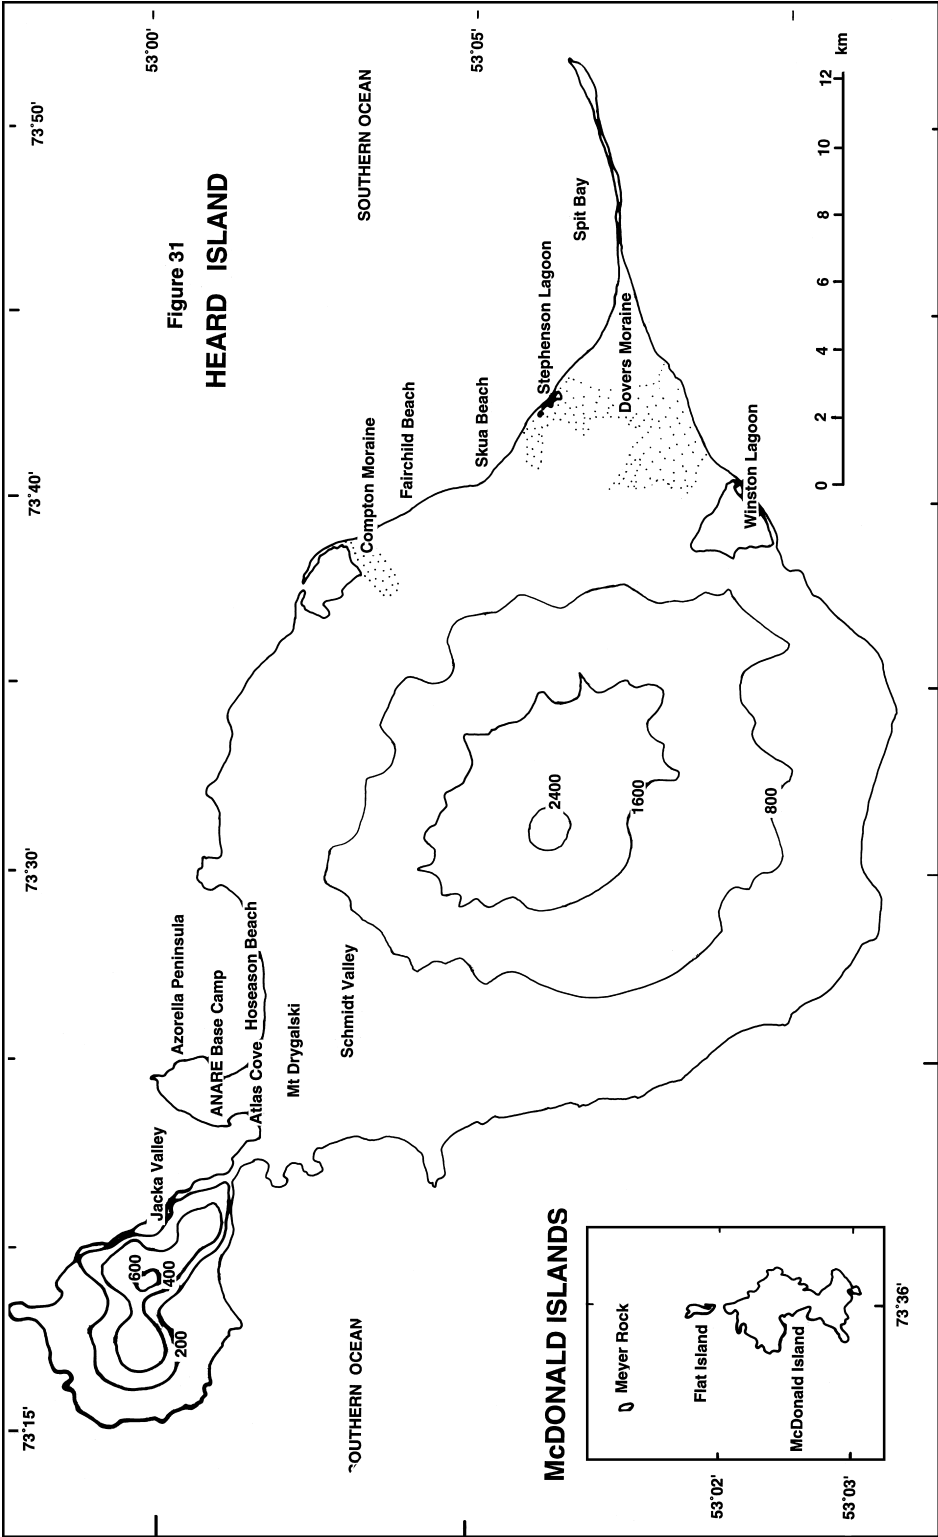 Figure 31
HEARD ISLAND
73°15'
73°30'
73°40'
73°50'
53°00'
53°05'
SOUTHERN OCEAN
Jacka Valley
Azorella Peninsula
ANARE Base Camp
Atlas Cove
Hoseason Beach
Mt Drygalski
Schmidt Valley
Compton Moraine
Fairchild Beach
Skua Beach
Stephenson Lagoon
Spit Bay
Dovers Moraine
Winston Lagoon
600
400
200
2400
1600
800
0 2 4 6 8 10 12 km
SOUTHERN OCEAN
McDONALD ISLANDS
Meyer Rock
Flat Island
McDonald Island
53°02'
53°03'
73°36'